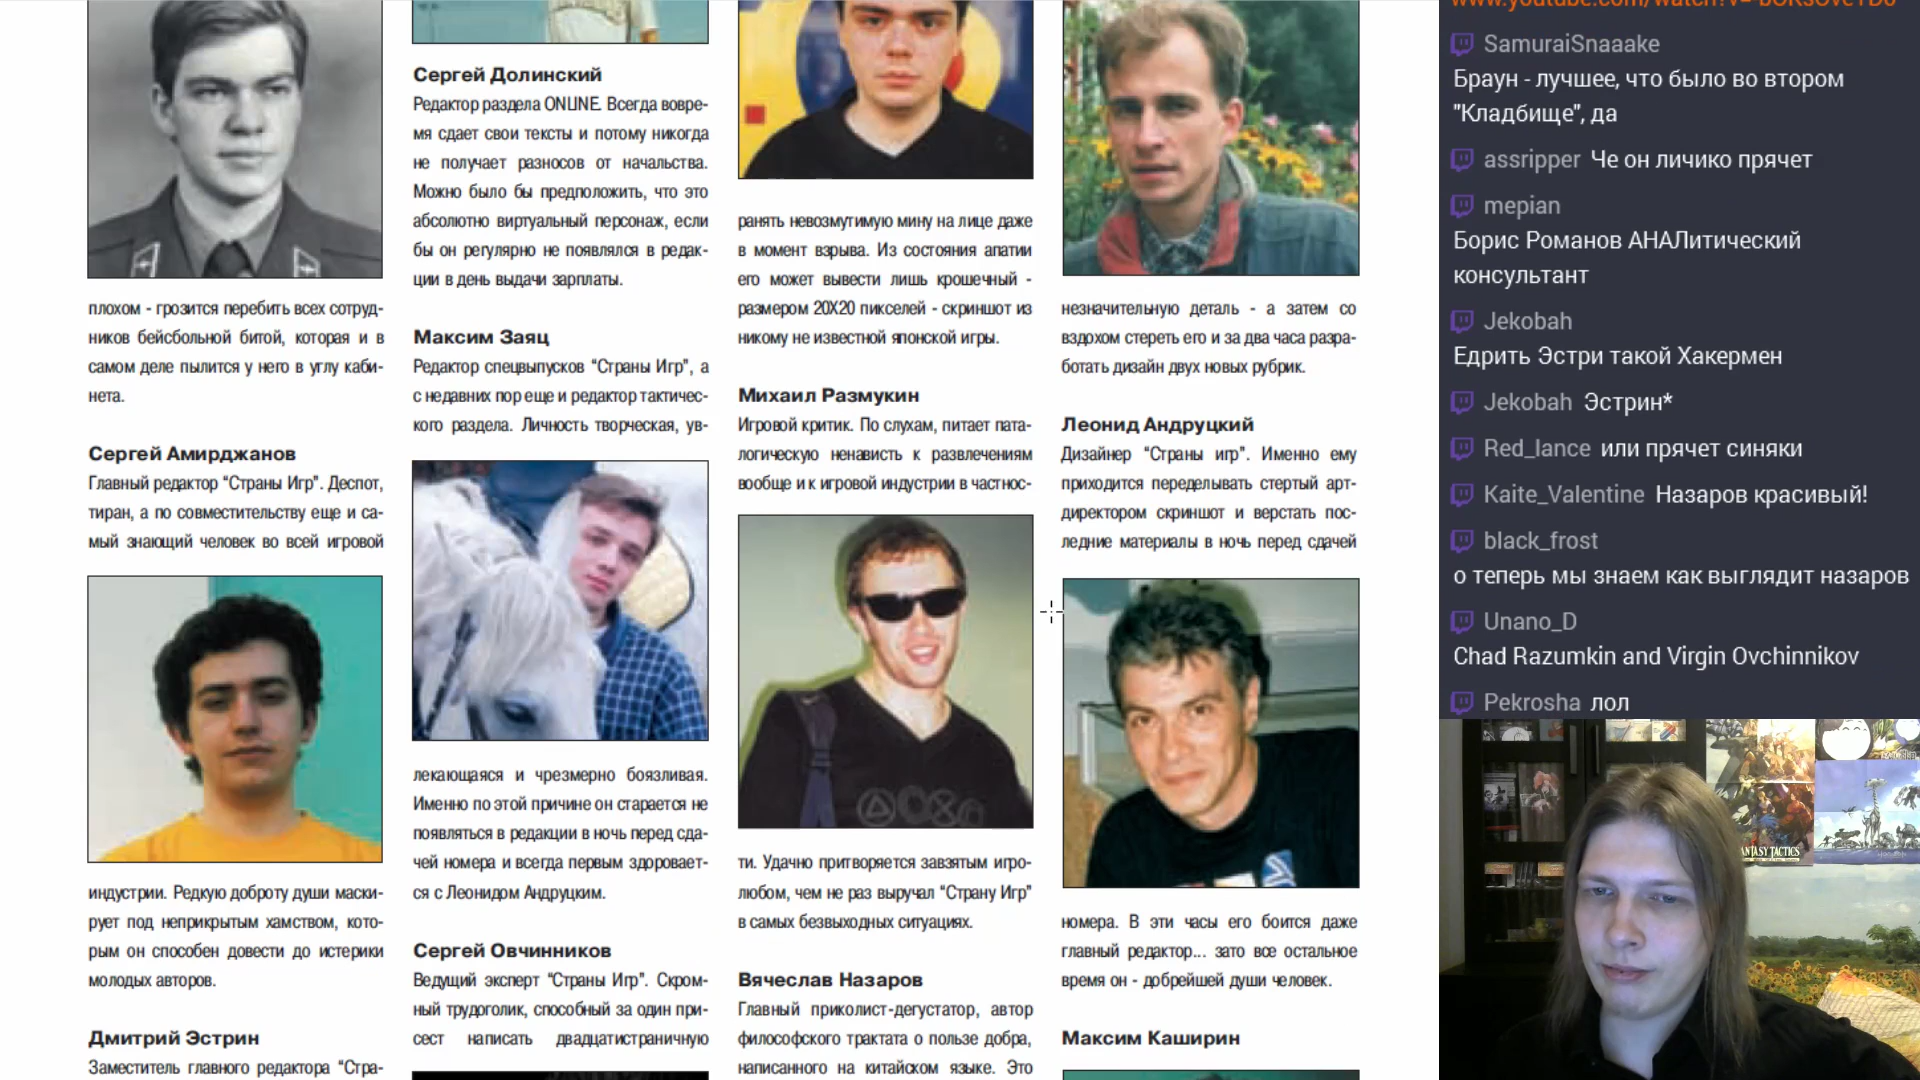 плохом - грозится перебить всех сотруд-
ников бейсбольной битой, которая и в
самом деле пылится у него в углу каби-
нета.
Сергей Амирджанов
Главный редактор "Страны Игр". Деспот,
тиран, а по совместительству еще и са-
мый знающий человек во всей игровой
индустрии. Редкую доброту души маски-
рует под неприкрытым хамством, кото-
рым он способен довести до истерики
молодых авторов.
Дмитрий Эстрин
Заместитель главного редактора "Стра-
Сергей Долинский
Редактор раздела ONLINE. Всегда вовре-
мя сдает свои тексты и потому никогда
не получает разносов от начальства.
Можно было бы предположить, что это
абсолютно виртуальный персонаж, если
бы он регулярно не появлялся в редак-
ции в день выдачи зарплаты.
Максим Заяц
Редактор спецвыпусков "Страны Игр", а
с недавних пор еще и редактор тактичес-
кого раздела. Личность творческая, ув-
лекающаяся и чрезмерно боязливая.
Именно по этой причине он старается не
появляться в редакции в ночь перед сда-
чей номера и всегда первым здоровает-
ся с Леонидом Андруцким.
Сергей Овчинников
Ведущий эксперт "Страны Игр". Скром-
ный трудоголик, способный за один при-
сест написать двадцатистраничную
ранять невозмутимую мину на лице даже
в момент взрыва. Из состояния апатии
его может вывести лишь крошечный -
размером 20X20 пикселей - скриншот из
никому не известной японской игры.
Михаил Размукин
Игровой критик. По слухам, питает пата-
логическую ненависть к развлечениям
вообще и к игровой индустрии в частнос-
ти. Удачно притворяется завзятым игро-
любом, чем не раз выручал "Страну Игр"
в самых безвыходных ситуациях.
Вячеслав Назаров
Главный приколист-дегустатор, автор
философского трактата о пользе добра,
написанного на китайском языке. Это
незначительную деталь - а затем со
вздохом стереть его и за два часа разра-
ботать дизайн двух новых рубрик.
Леонид Андруцкий
Дизайнер "Страны игр". Именно ему
приходится переделывать стертый арт-
директором скриншот и верстать пос-
ледние материалы в ночь перед сдачей
номера. В эти часы его боится даже
главный редактор... зато все остальное
время он - добрейшей души человек.
Максим Каширин
SamuraiSnaaake
Браун - лучшее, что было во втором
"Кладбище", да
assripper Че он личико прячет
mepian
Борис Романов АНАЛитический
консультант
Jekobah
Едрить Эстри такой Хакермен
Jekobah Эстрин*
Red_lance или прячет синяки
Kaite_Valentine Назаров красивый!
black_frost
о теперь мы знаем как выглядит назаров
Unano_D
Chad Razumkin and Virgin Ovchinnikov
Pekrosha лол